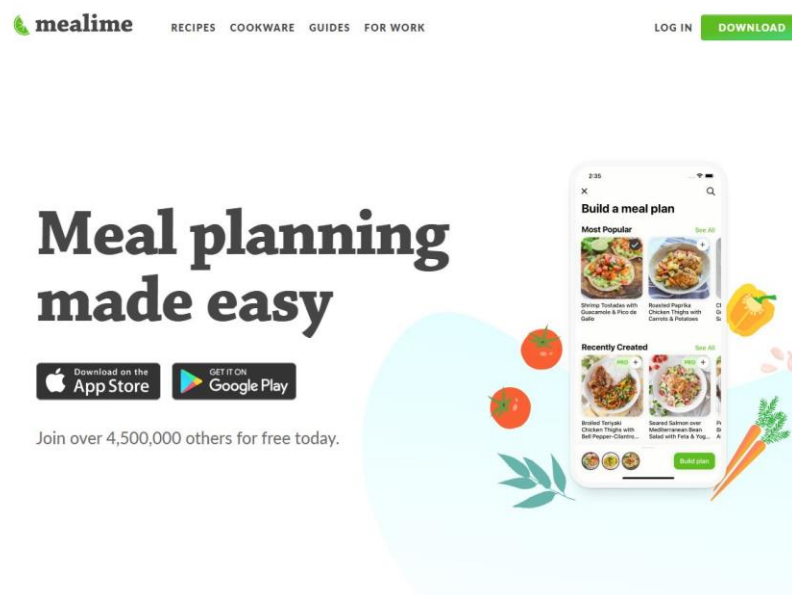 mealime
RECIPES COOKWARE GUIDES FOR WORK
LOG IN DOWNLOAD
Meal planning
made easy
Download on the
App Store
GET IT ON
Google Play
Join over 4,500,000 others for free today.
2:35
Build a meal plan
Most Popular See All
Shrimp Tostadas with
Guacamole & Pico de
Gallo
Roasted Paprika
Chicken Thighs with
Carrots & Potatoes
Recently Created See All
PRO + PRO +
Broiled Teriyaki
Chicken Thighs with
Bell Pepper-Cilantro...
Seared Salmon over
Mediterranean Bean
Salad with Feta & Yog...
Build plan